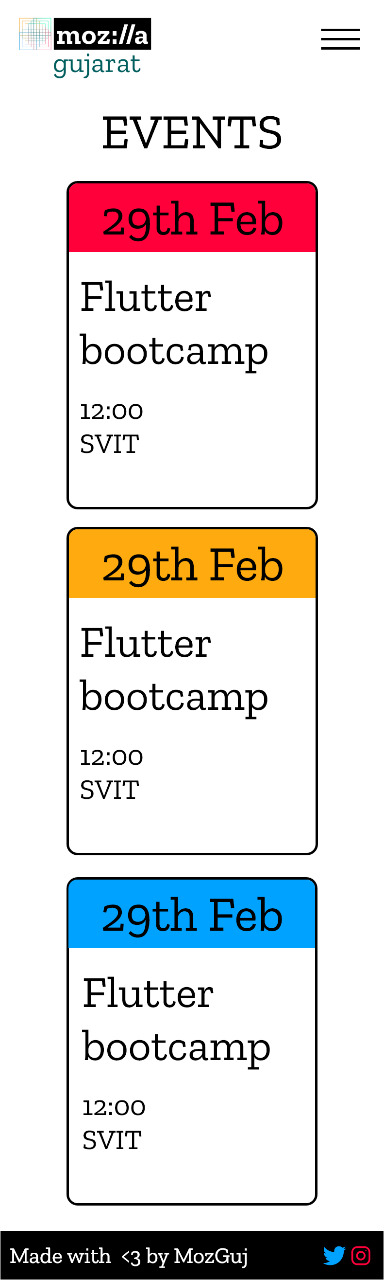 moz://a
gujarat
EVENTS
29th Feb
Flutter
bootcamp
12:00
SVIT
29th Feb
Flutter
bootcamp
12:00
SVIT
29th Feb
Flutter
bootcamp
12:00
SVIT
Made with <3 by MozGuj